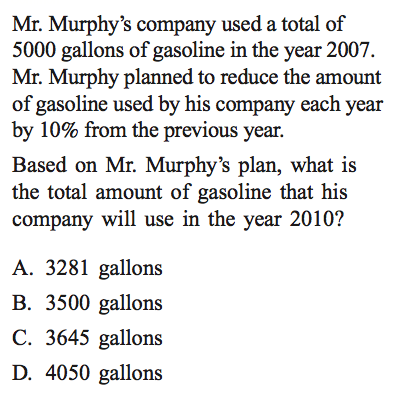 Mr. Murphy’s company used a total of
5000 gallons of gasoline in the year 2007.
Mr. Murphy planned to reduce the amount
of gasoline used by his company each year
by 10% from the previous year.
Based on Mr. Murphy’s plan, what is
the total amount of gasoline that his
company will use in the year 2010?
A. 3281 gallons
B. 3500 gallons
C. 3645 gallons
D. 4050 gallons